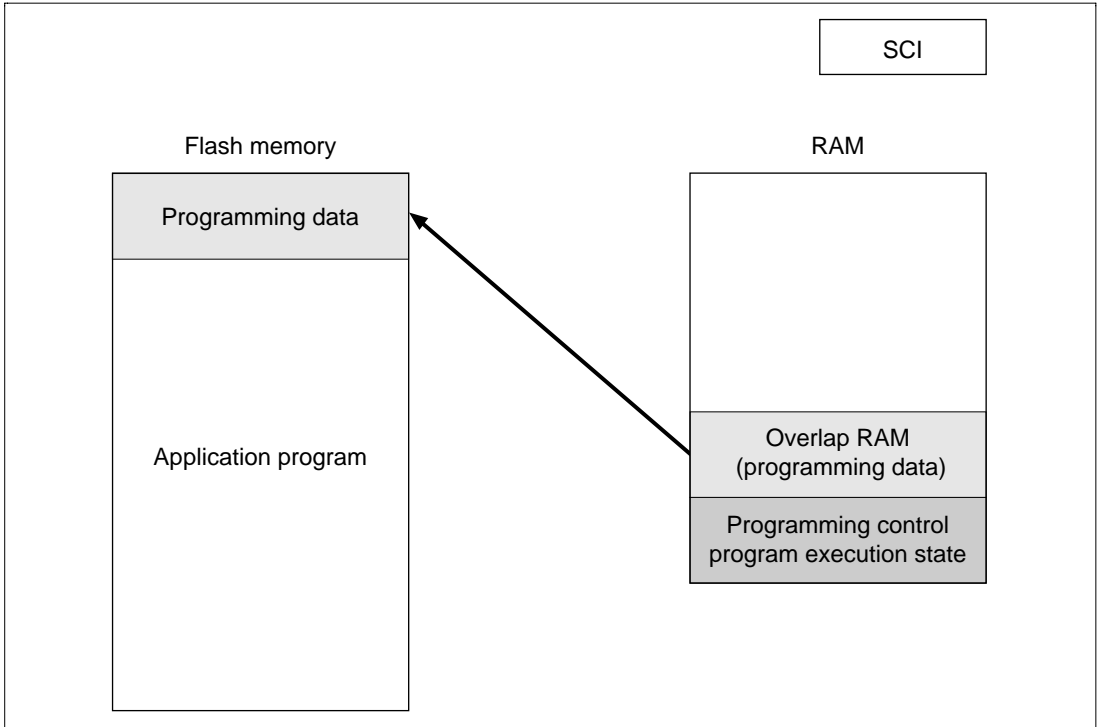 SCI
Flash memory
RAM
Programming data
Application program
Overlap RAM
(programming data)
Programming control
program execution state